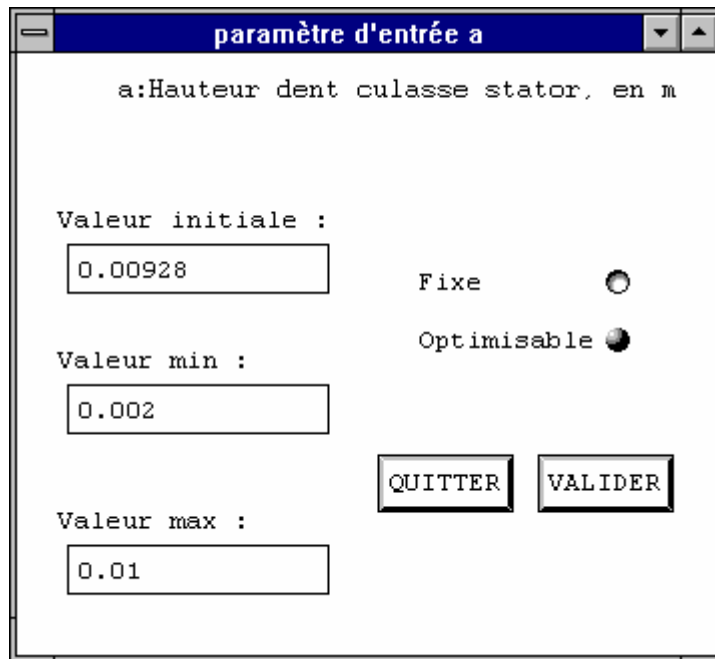 paramètre d'entrée a
a:Hauteur dent culasse stator, en m
Valeur initiale :
0.00928
Fixe
Optimisable
Valeur min :
0.002
QUITTER
VALIDER
Valeur max :
0.01